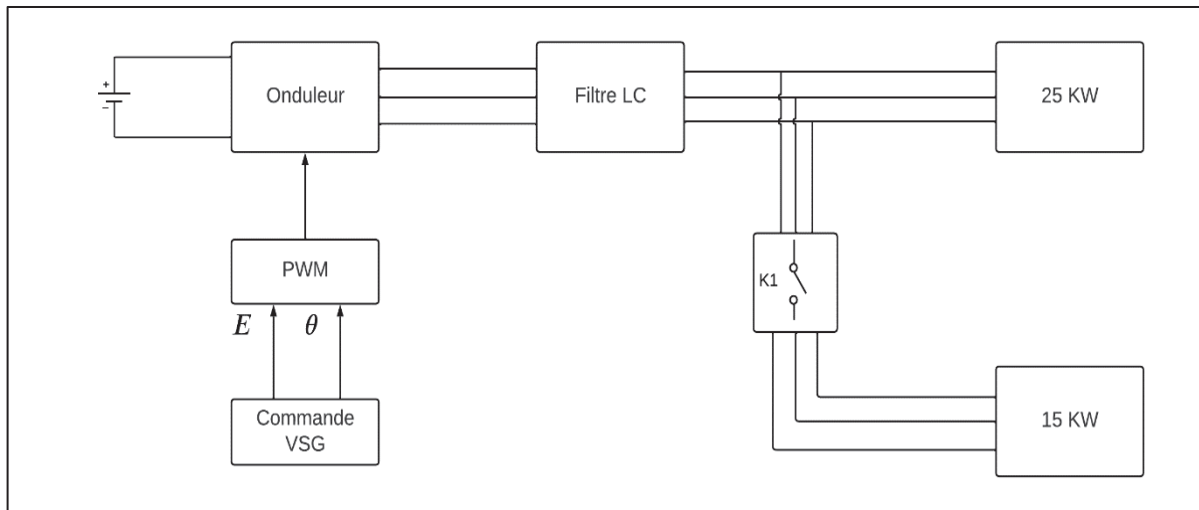 Onduleur
Filtre LC
25 KW
+
−
PWM
E
θ
K1
Commande
VSG
15 KW